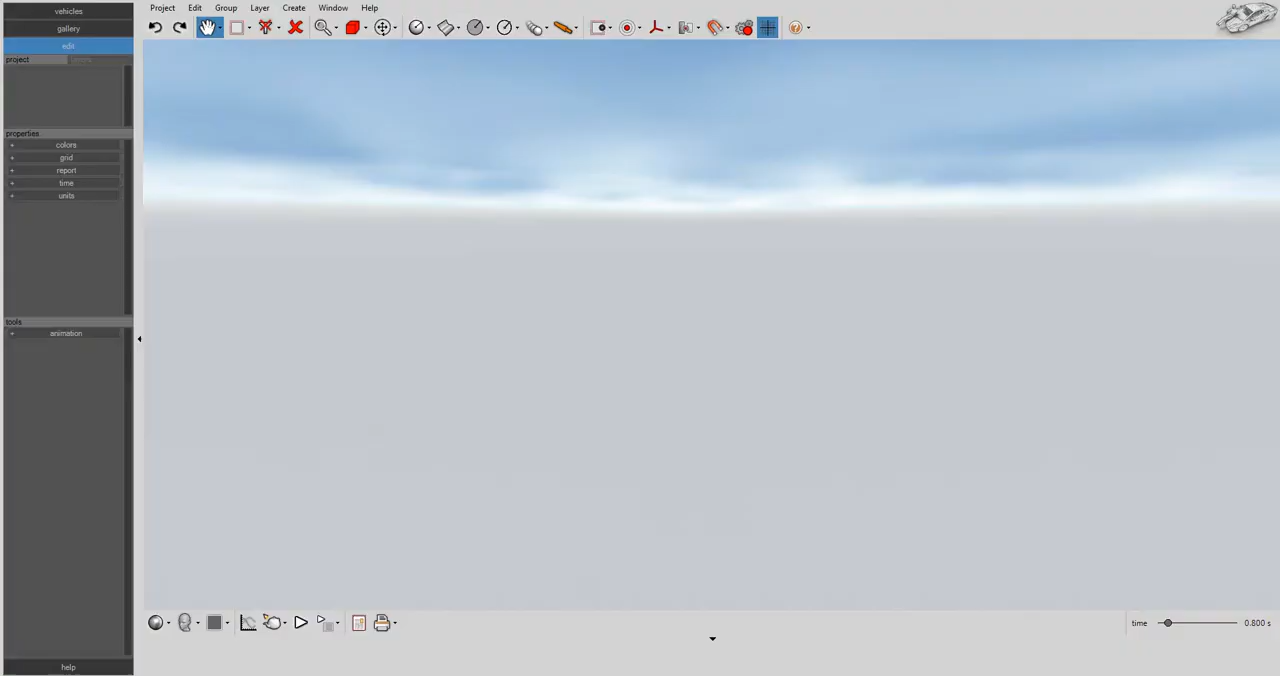 vehicles
gallery
edit
project
properties
+ colors
+ grid
+ report
+ time
+ units
tools
+ animation
help
Project Edit Group Layer Create Window Help
time 0.800 s